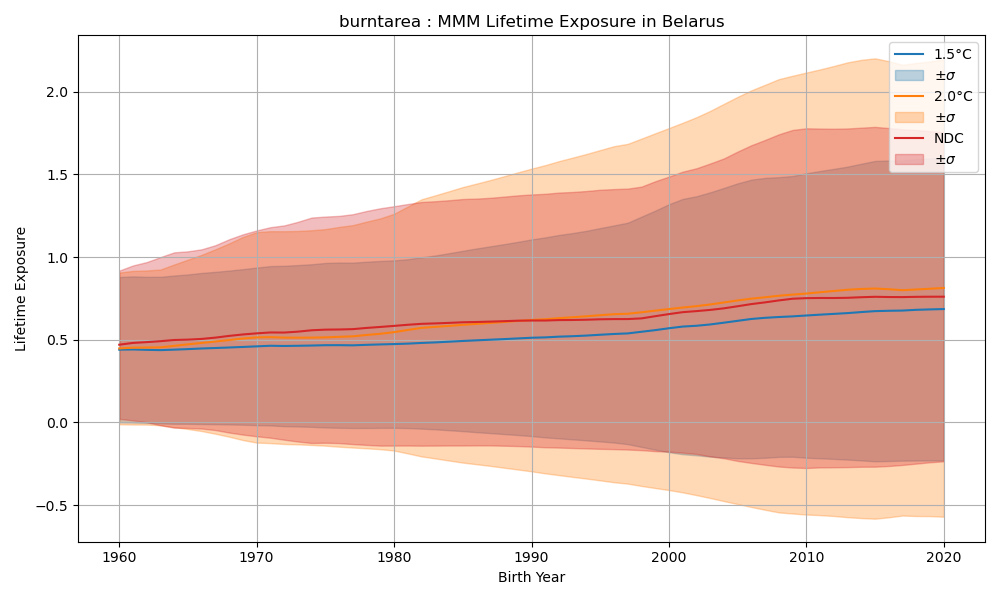 burntarea : MMM Lifetime Exposure in Belarus
1.5°C
±σ
2.0°C
±σ
NDC
±σ
Lifetime Exposure
2.0
1.5
1.0
0.5
0.0
−0.5
1960
1970
1980
1990
2000
2010
2020
Birth Year